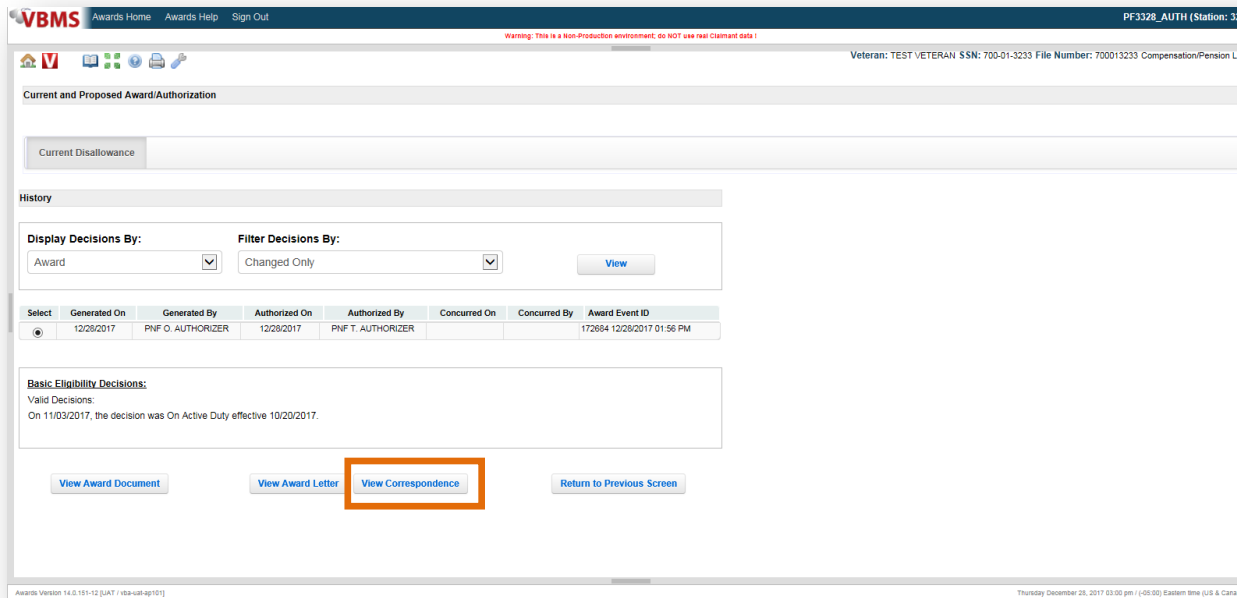 VBMS Awards Home Awards Help Sign Out PF3328_AUTH (Station: 32
Warning: This is a Non-Production environment; do NOT use real Claimant data !
Veteran: TEST VETERAN SSN: 700-01-3233 File Number: 700013233 Compensation/Pension L
Current and Proposed Award/Authorization
Current Disallowance
History
Display Decisions By: Filter Decisions By:
Award Changed Only View
Select Generated On Generated By Authorized On Authorized By Concurred On Concurred By Award Event ID
12/28/2017 PNF O. AUTHORIZER 12/28/2017 PNF T. AUTHORIZER 172684 12/28/2017 01:56 PM
Basic Eligibility Decisions:
Valid Decisions:
On 11/03/2017, the decision was On Active Duty effective 10/20/2017.
View Award Document View Award Letter View Correspondence Return to Previous Screen
Awards Version 14.0.151-12 [UAT / vba-uat-ap101] Thursday December 28, 2017 03:00 pm / (-05:00) Eastern time (US & Cana